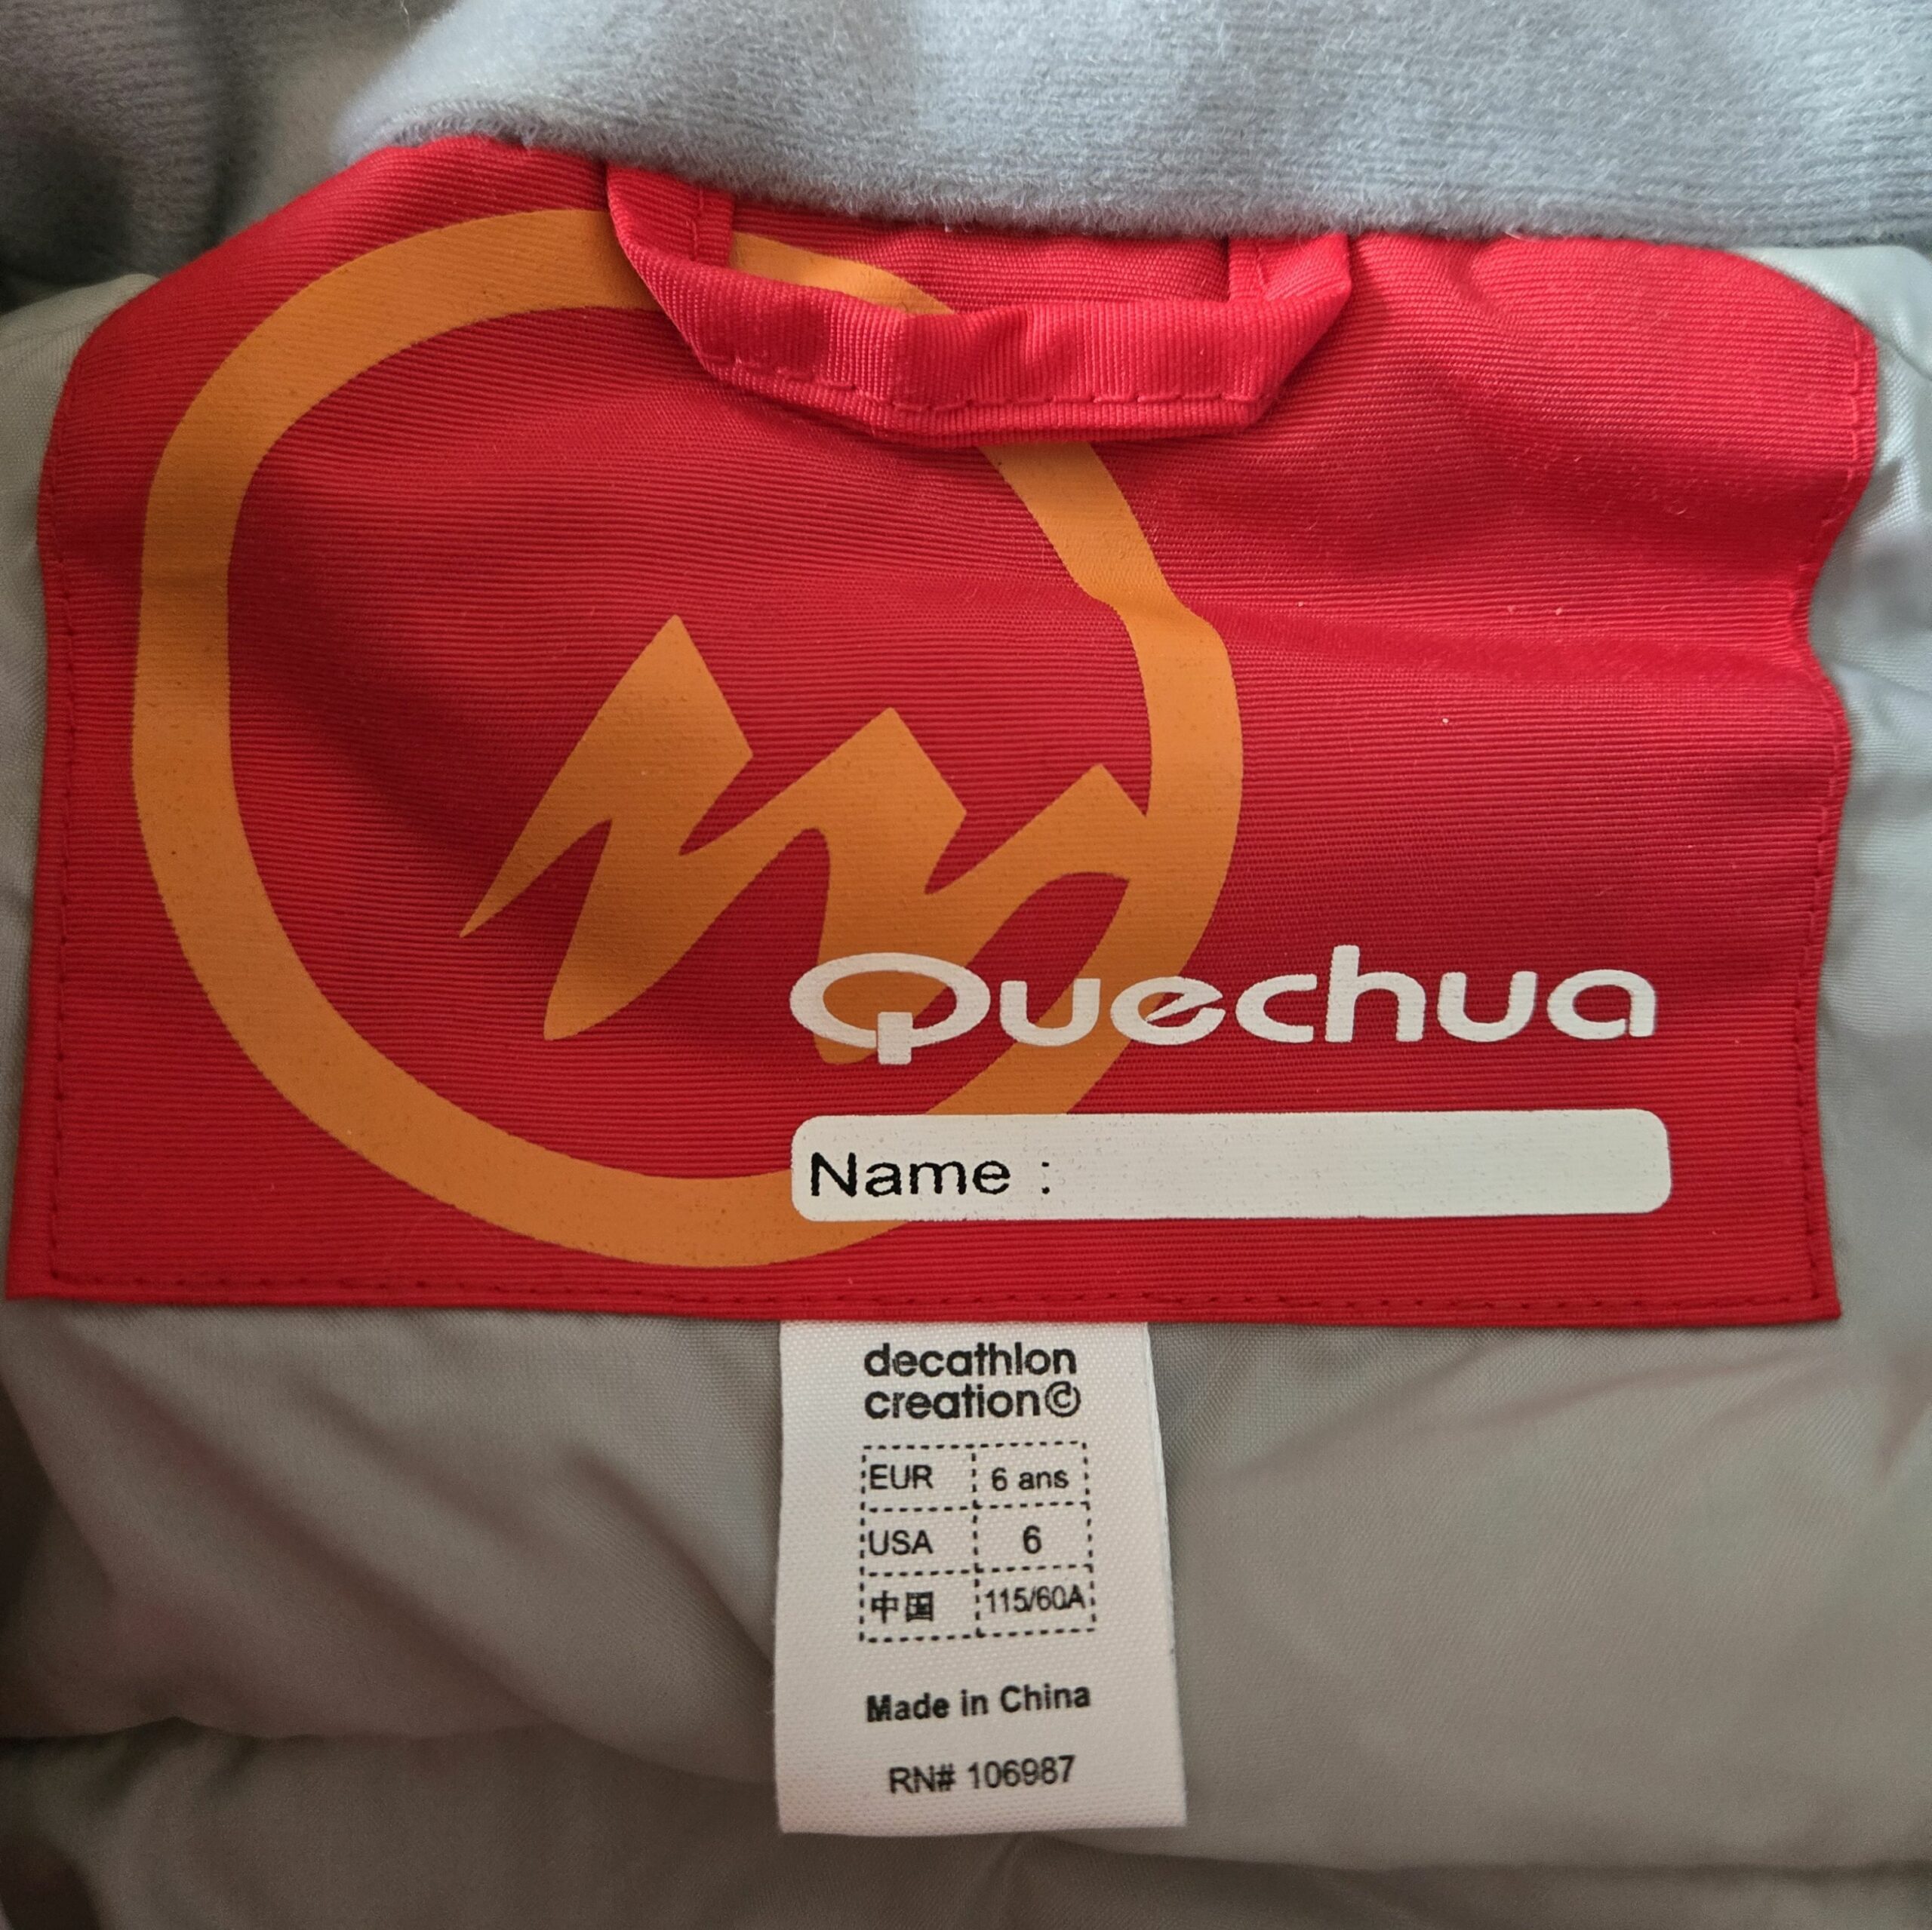 Quechua
Name :
decathlon
creation©
EUR 6 ans
USA 6
中国 115/60A
Made in China
RN# 106987